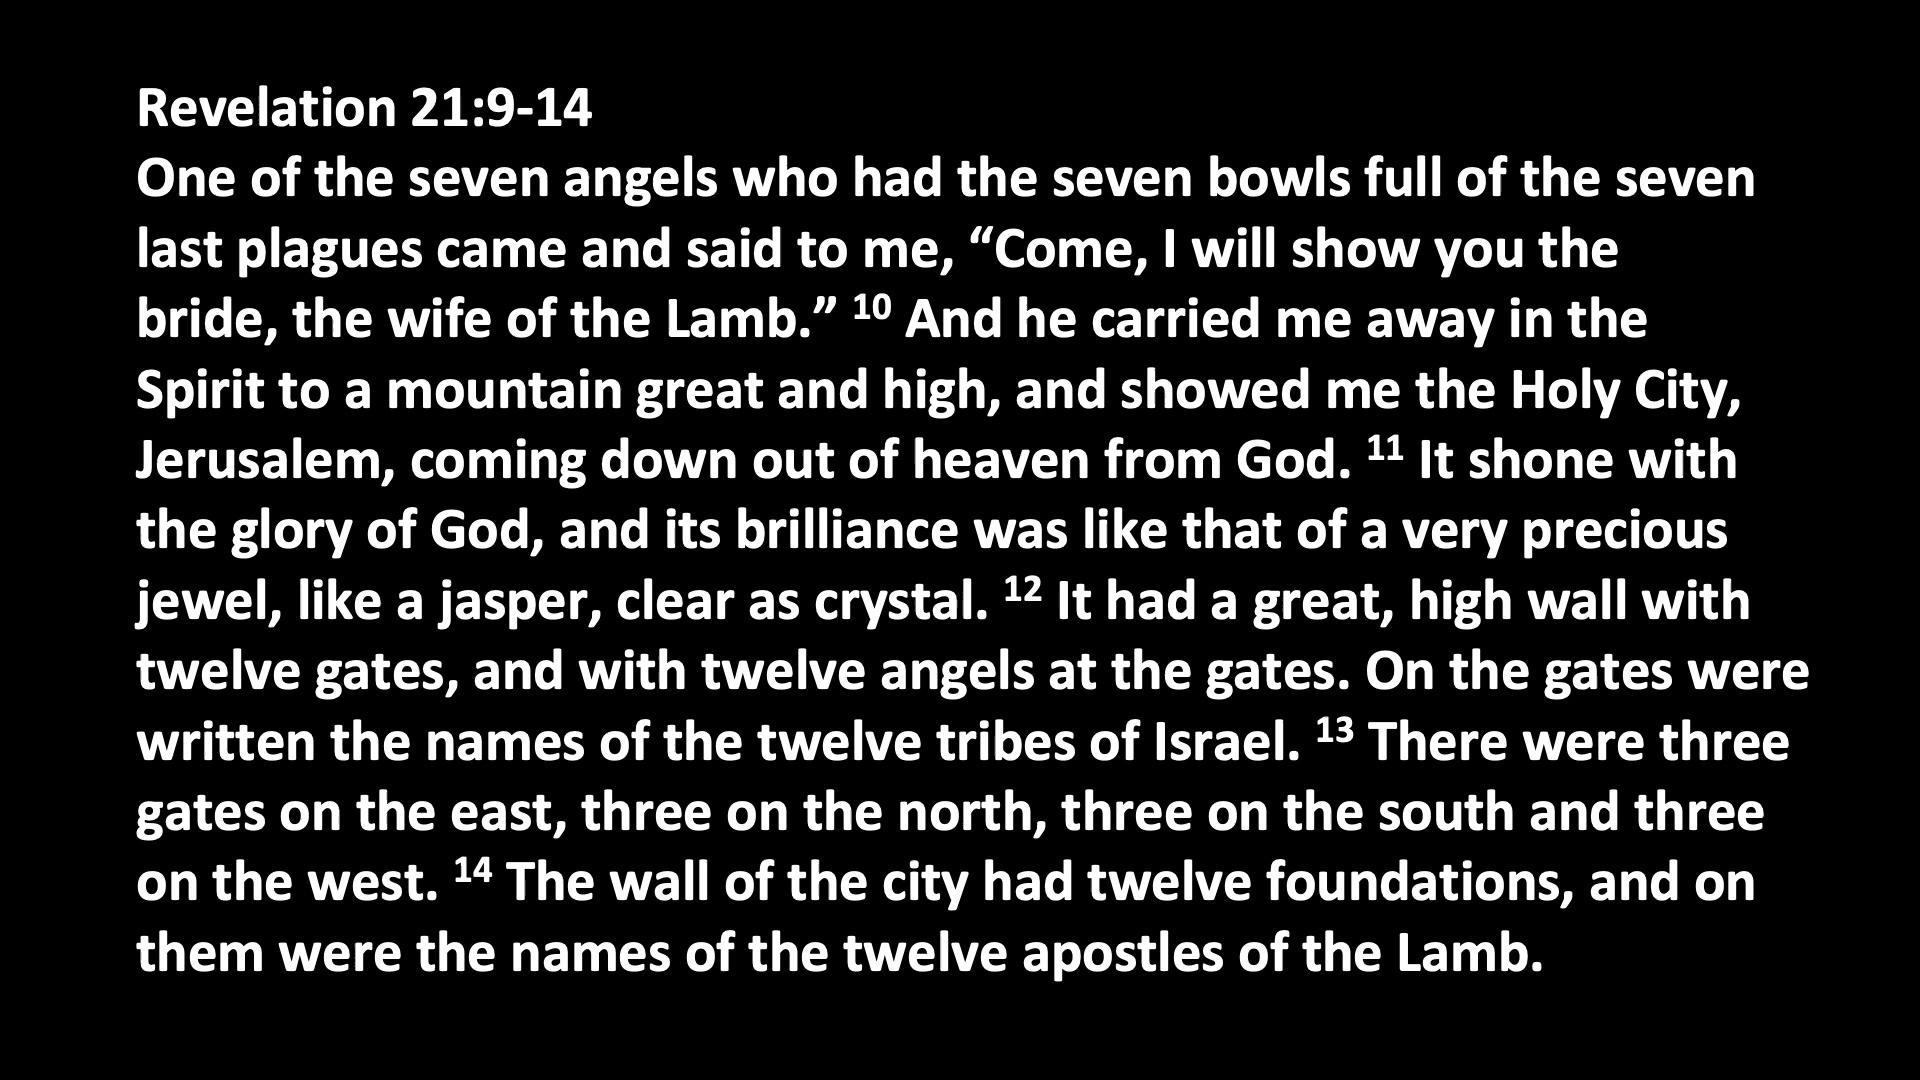 Revelation 21:9-14
One of the seven angels who had the seven bowls full of the seven
last plagues came and said to me, “Come, I will show you the
bride, the wife of the Lamb.” 10 And he carried me away in the
Spirit to a mountain great and high, and showed me the Holy City,
Jerusalem, coming down out of heaven from God. 11 It shone with
the glory of God, and its brilliance was like that of a very precious
jewel, like a jasper, clear as crystal. 12 It had a great, high wall with
twelve gates, and with twelve angels at the gates. On the gates were
written the names of the twelve tribes of Israel. 13 There were three
gates on the east, three on the north, three on the south and three
on the west. 14 The wall of the city had twelve foundations, and on
them were the names of the twelve apostles of the Lamb.